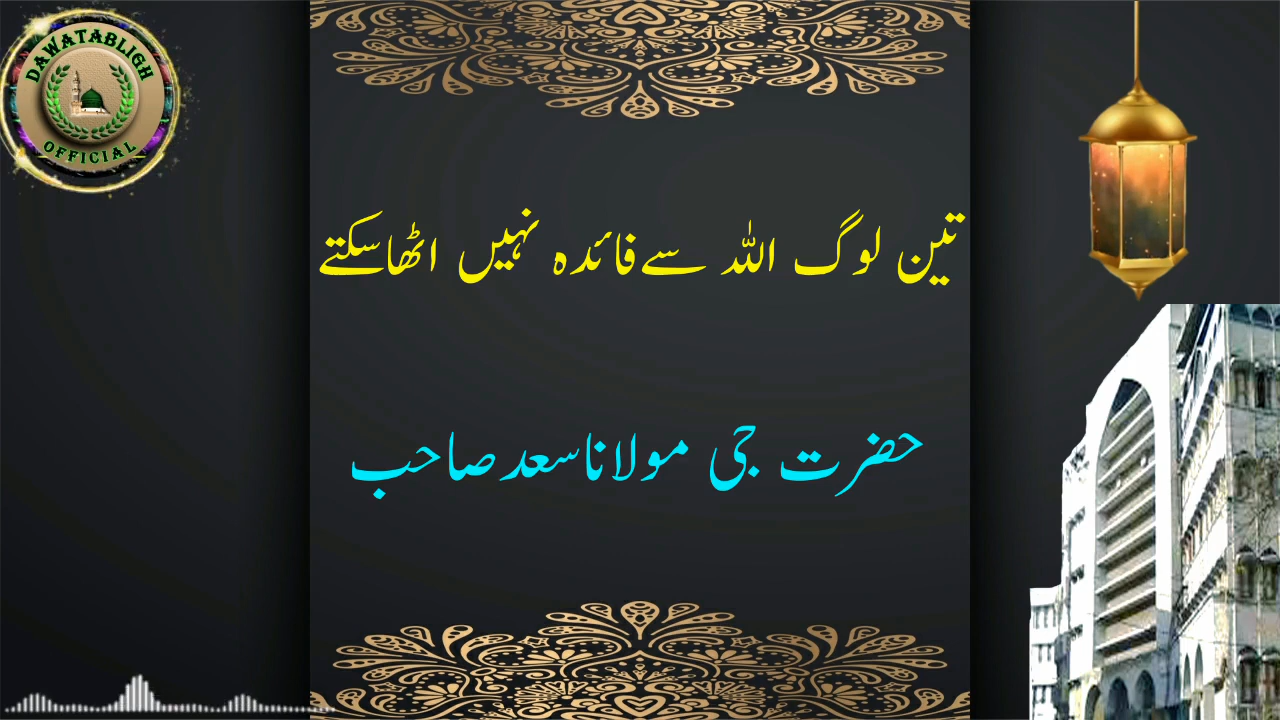 DAWATABLIGH
OFFICIAL
تین لوگ اللہ سے فائدہ نہیں اٹھا سکتے
حضرت جی مولانا سعد صاحب